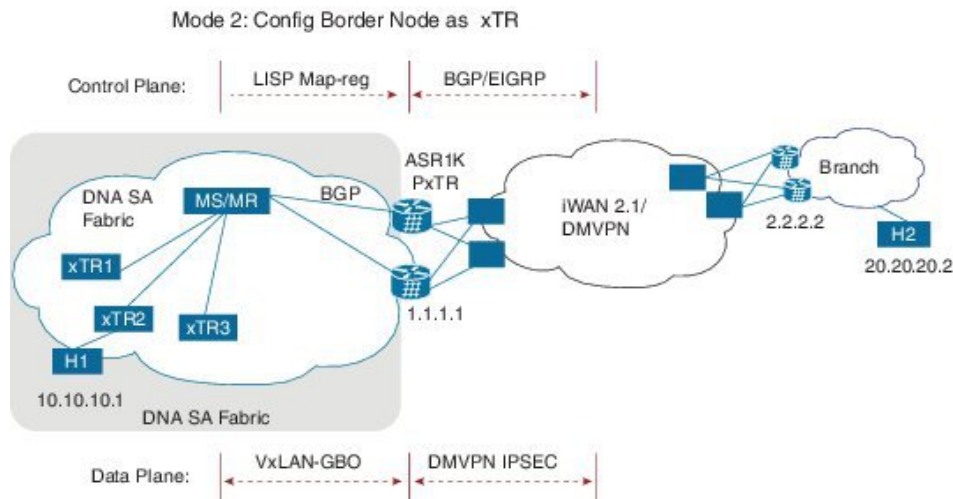 Mode 2: Config Border Node as xTR
Control Plane:
LISP Map-reg
BGP/EIGRP
ASR1K
PxTR
DNA SA
Fabric
MS/MR
BGP
iWAN 2.1/
DMVPN
Branch
2.2.2.2
H2
20.20.20.2
xTR1
xTR2
xTR3
1.1.1.1
H1
10.10.10.1
DNA SA Fabric
Data Plane:
VxLAN-GBO
DMVPN IPSEC